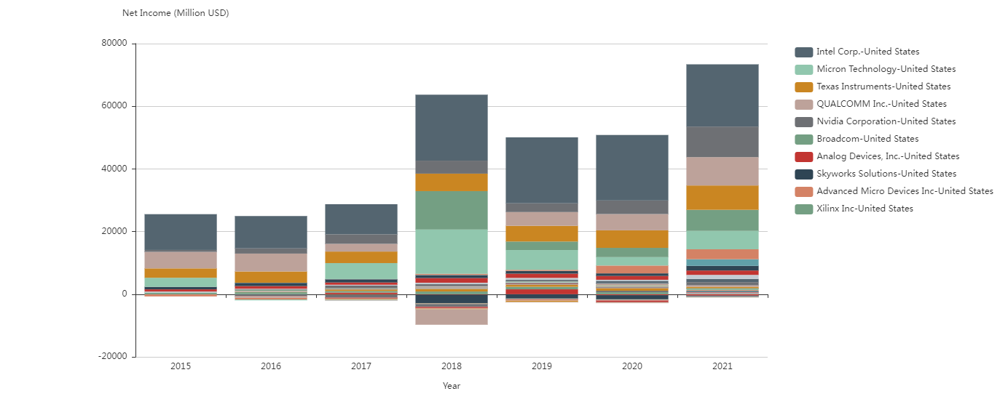 Net Income (Million USD)
80000
60000
40000
20000
0
-20000
2015 2016 2017 2018 2019 2020 2021
Year
Intel Corp.-United States
Micron Technology-United States
Texas Instruments-United States
QUALCOMM Inc.-United States
Nvidia Corporation-United States
Broadcom-United States
Analog Devices, Inc.-United States
Skyworks Solutions-United States
Advanced Micro Devices Inc-United States
Xilinx Inc-United States